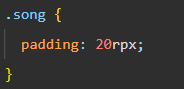 .song {
padding: 20rpx;
}